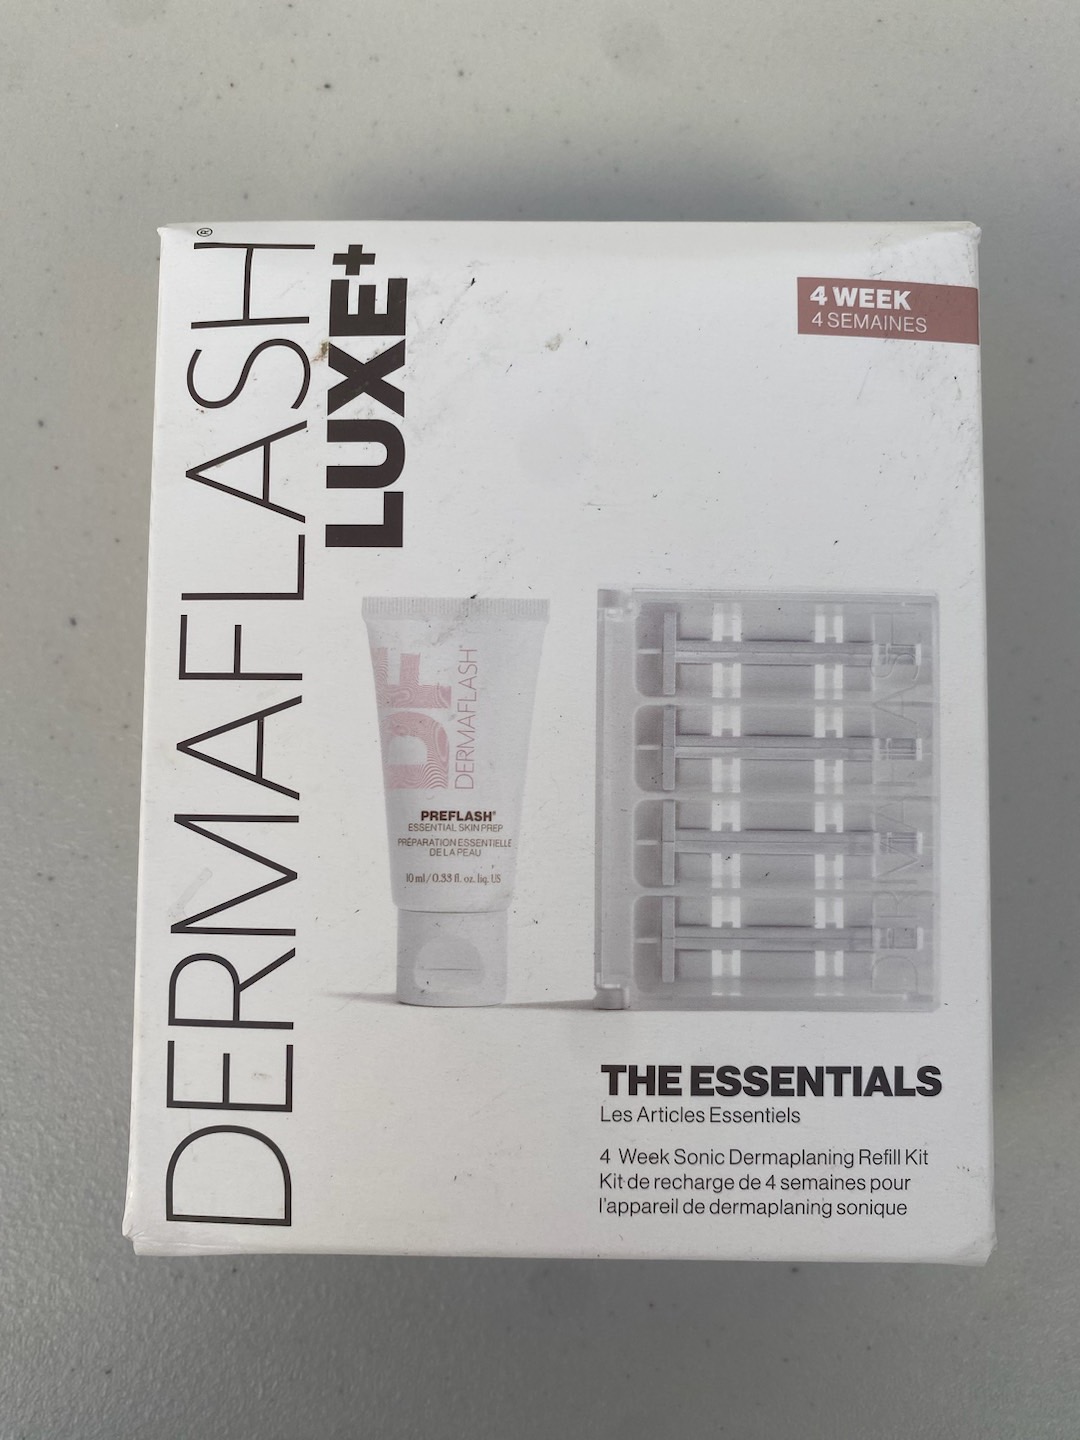 DERMAFLASH®
LUXE+
4 WEEK
4 SEMAINES
DF
DERMAFLASH®
PREFLASH®
ESSENTIAL SKIN PREP
PRÉPARATION ESSENTIELLE
DE LA PEAU
10 ml / 0.33 fl. oz. liq. US
DERMAFLASH
THE ESSENTIALS
Les Articles Essentiels
4 Week Sonic Dermaplaning Refill Kit
Kit de recharge de 4 semaines pour
l'appareil de dermaplaning sonique